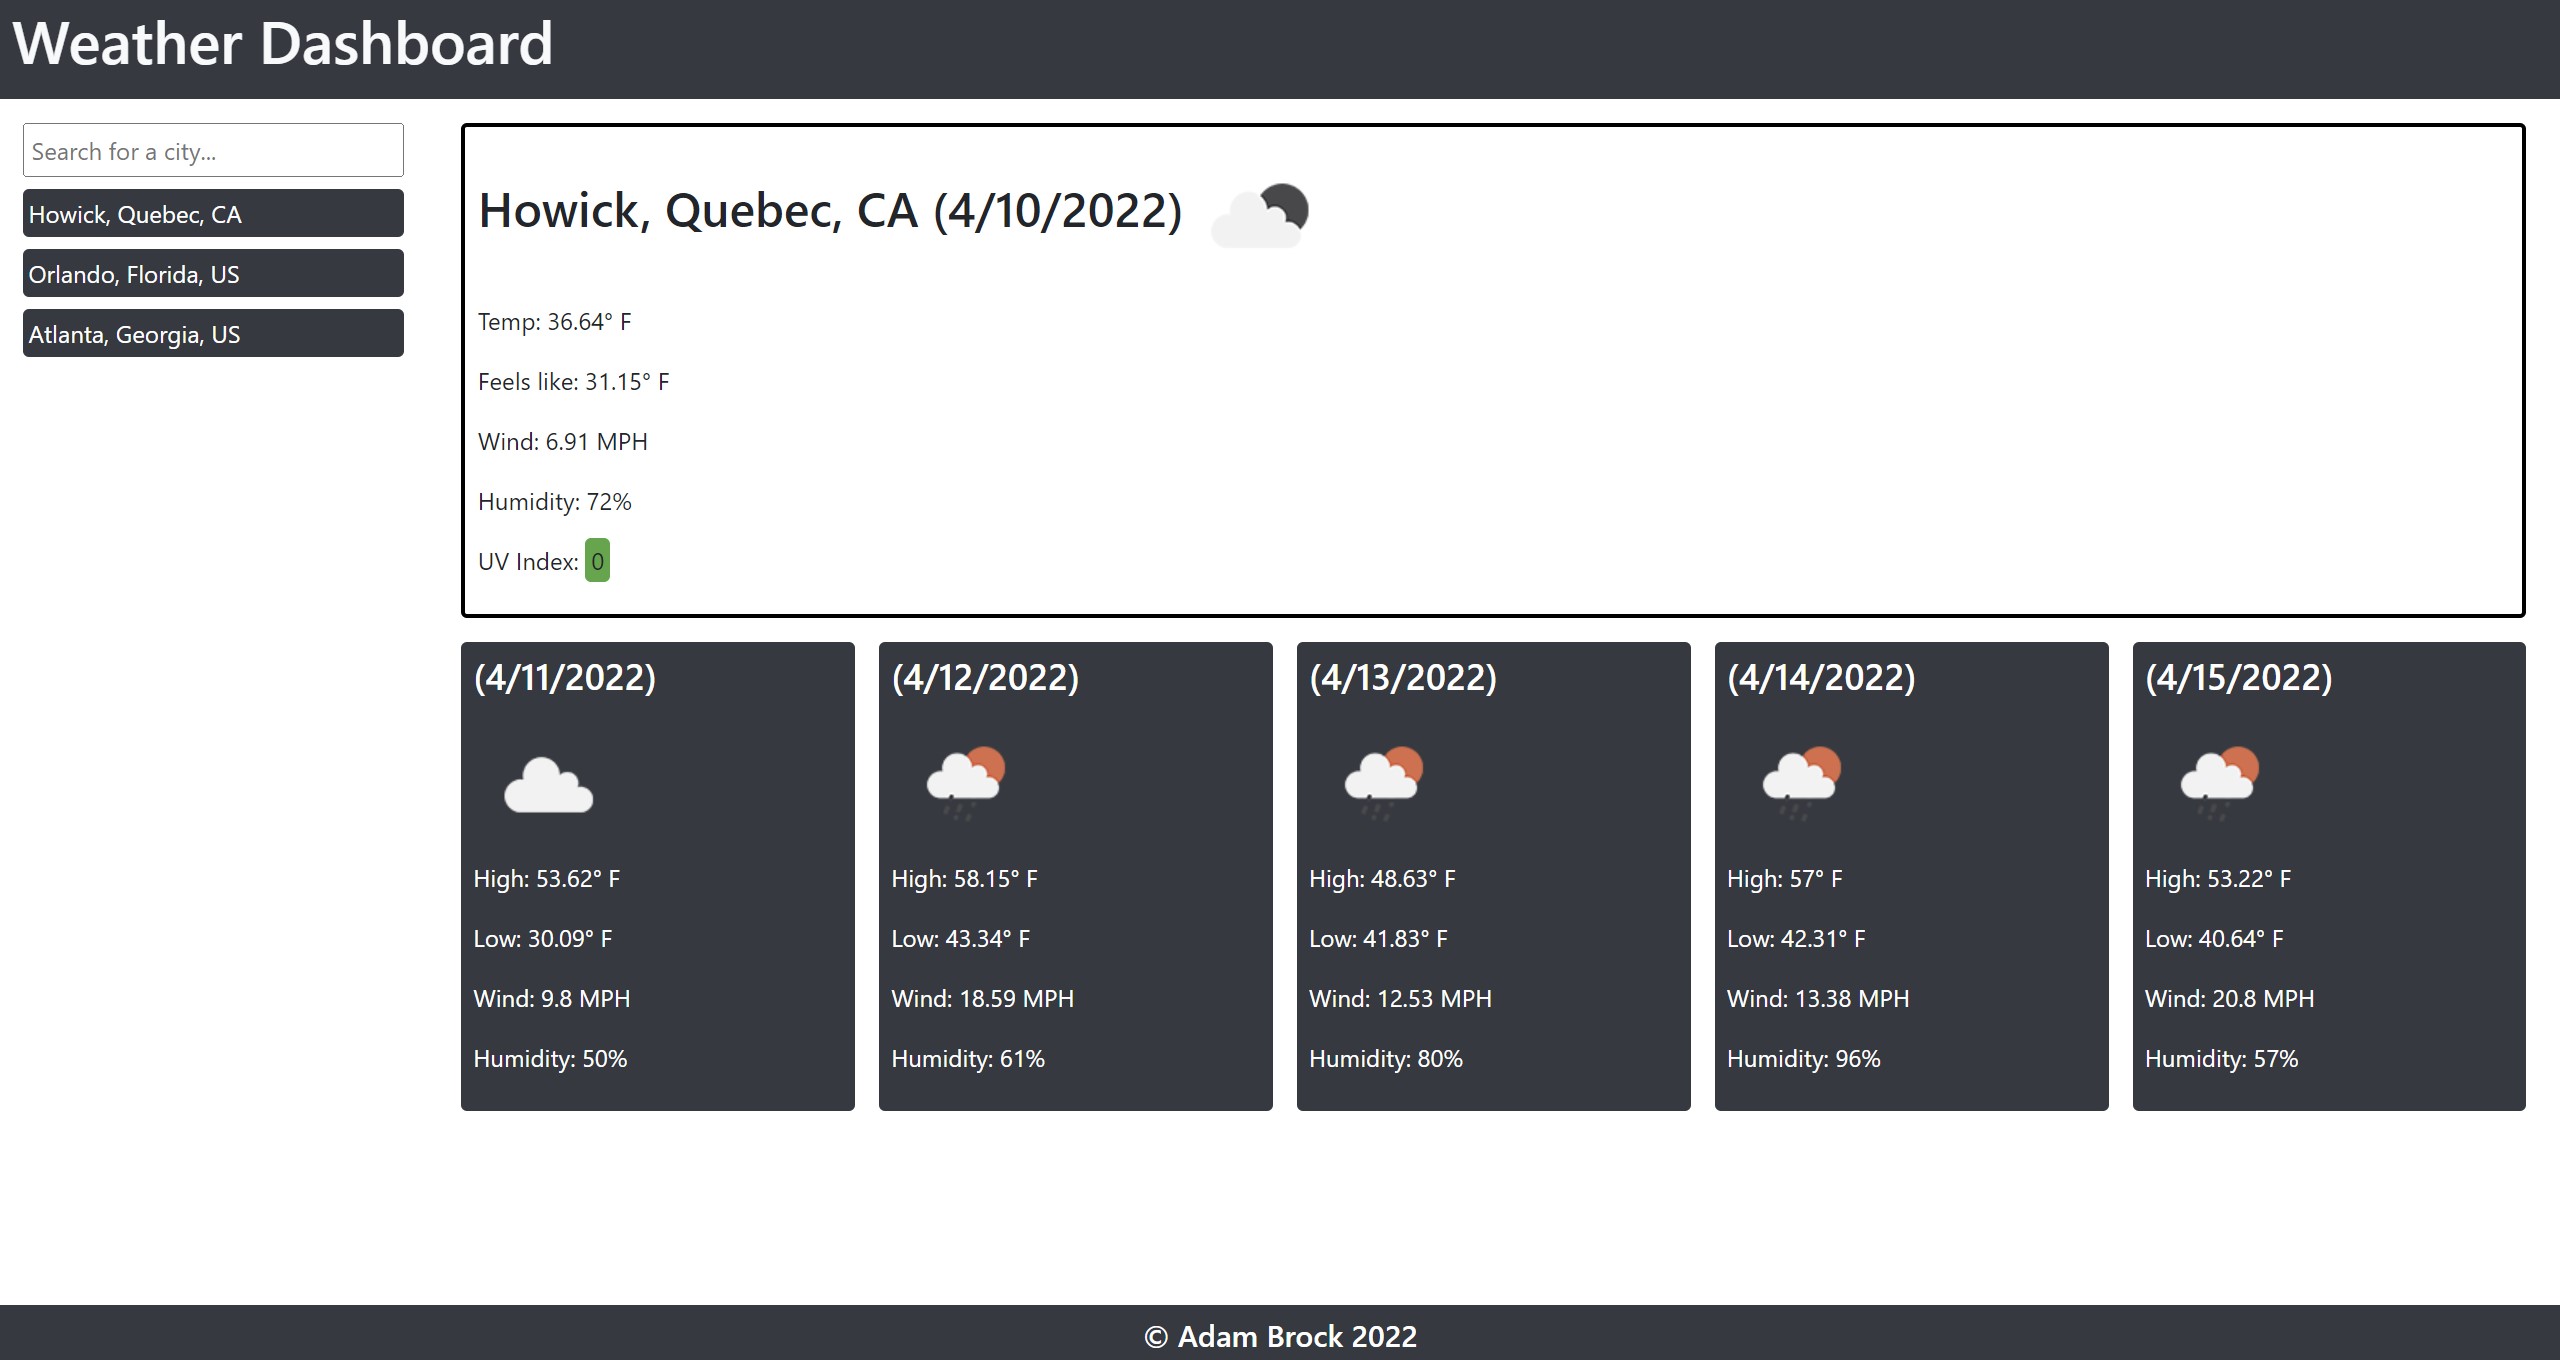 Weather Dashboard
Search for a city...
Howick, Quebec, CA
Orlando, Florida, US
Atlanta, Georgia, US
Howick, Quebec, CA (4/10/2022)
Temp: 36.64° F
Feels like: 31.15° F
Wind: 6.91 MPH
Humidity: 72%
UV Index: 0
(4/11/2022)
High: 53.62° F
Low: 30.09° F
Wind: 9.8 MPH
Humidity: 50%
(4/12/2022)
High: 58.15° F
Low: 43.34° F
Wind: 18.59 MPH
Humidity: 61%
(4/13/2022)
High: 48.63° F
Low: 41.83° F
Wind: 12.53 MPH
Humidity: 80%
(4/14/2022)
High: 57° F
Low: 42.31° F
Wind: 13.38 MPH
Humidity: 96%
(4/15/2022)
High: 53.22° F
Low: 40.64° F
Wind: 20.8 MPH
Humidity: 57%
© Adam Brock 2022